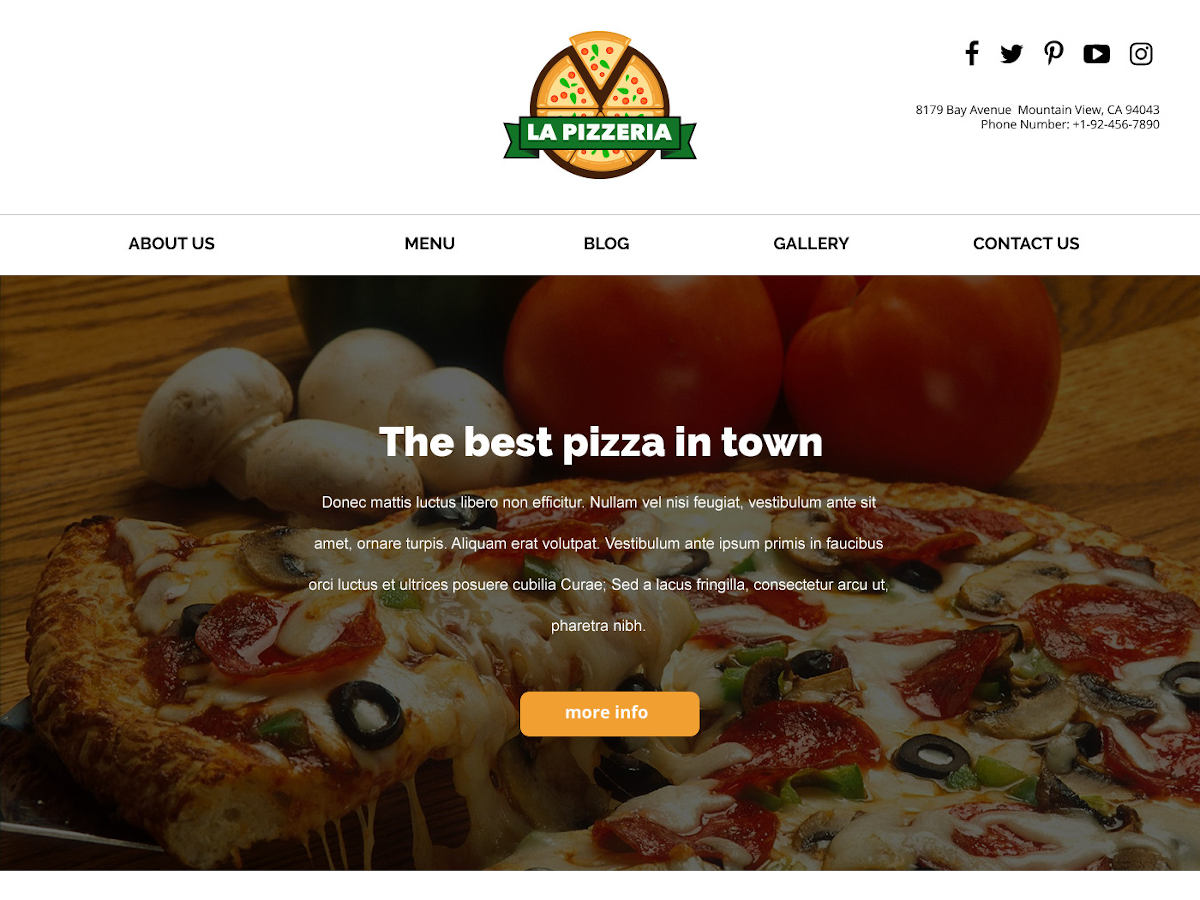 LA PIZZERIA
8179 Bay Avenue Mountain View, CA 94043
Phone Number: +1-92-456-7890
ABOUT US
MENU
BLOG
GALLERY
CONTACT US
The best pizza in town
Donec mattis luctus libero non efficitur. Nullam vel nisi feugiat, vestibulum ante sit
amet, ornare turpis. Aliquam erat volutpat. Vestibulum ante ipsum primis in faucibus
orci luctus et ultrices posuere cubilia Curae; Sed a lacus fringilla, consectetur arcu ut,
pharetra nibh.
more info